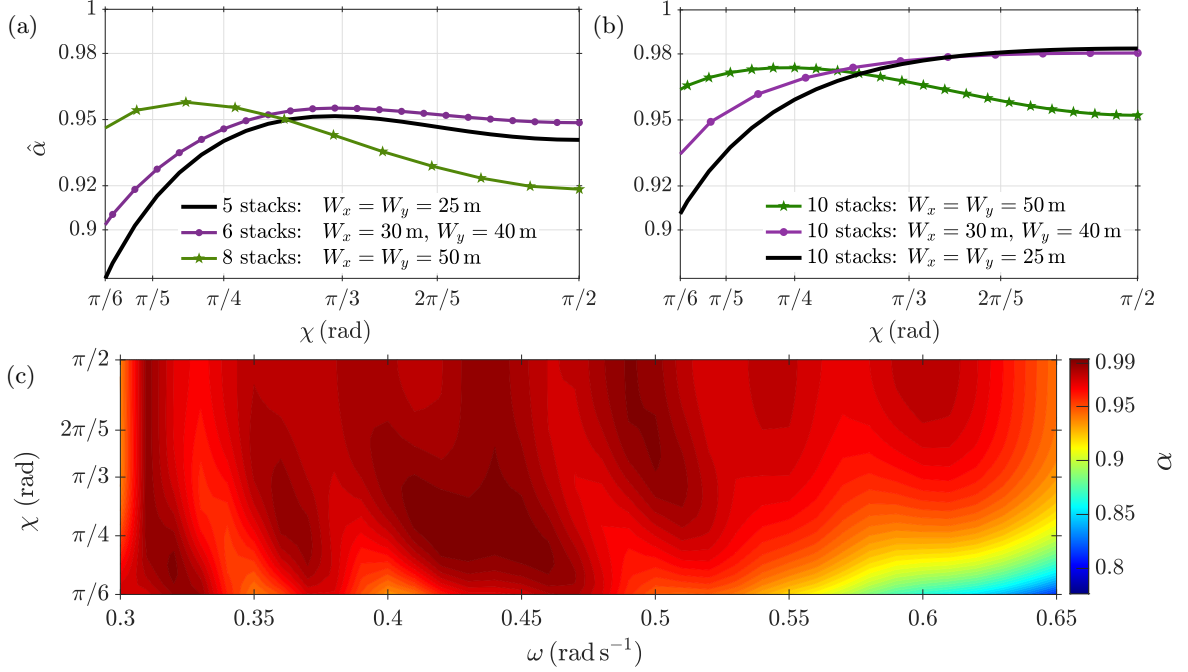 (a)
1
0.98
0.95
0.92
0.9
α̂
5 stacks: W_x = W_y = 25 m
6 stacks: W_x = 30 m, W_y = 40 m
8 stacks: W_x = W_y = 50 m
π/6 π/5 π/4 π/3 2π/5 π/2
χ (rad)
(b)
1
0.98
0.95
0.92
0.9
10 stacks: W_x = W_y = 50 m
10 stacks: W_x = 30 m, W_y = 40 m
10 stacks: W_x = W_y = 25 m
π/6 π/5 π/4 π/3 2π/5 π/2
χ (rad)
(c)
π/2
2π/5
π/3
π/4
π/6
χ (rad)
0.3 0.35 0.4 0.45 0.5 0.55 0.6 0.65
ω (rad s⁻¹)
0.99
0.95
0.9
0.85
0.8
α